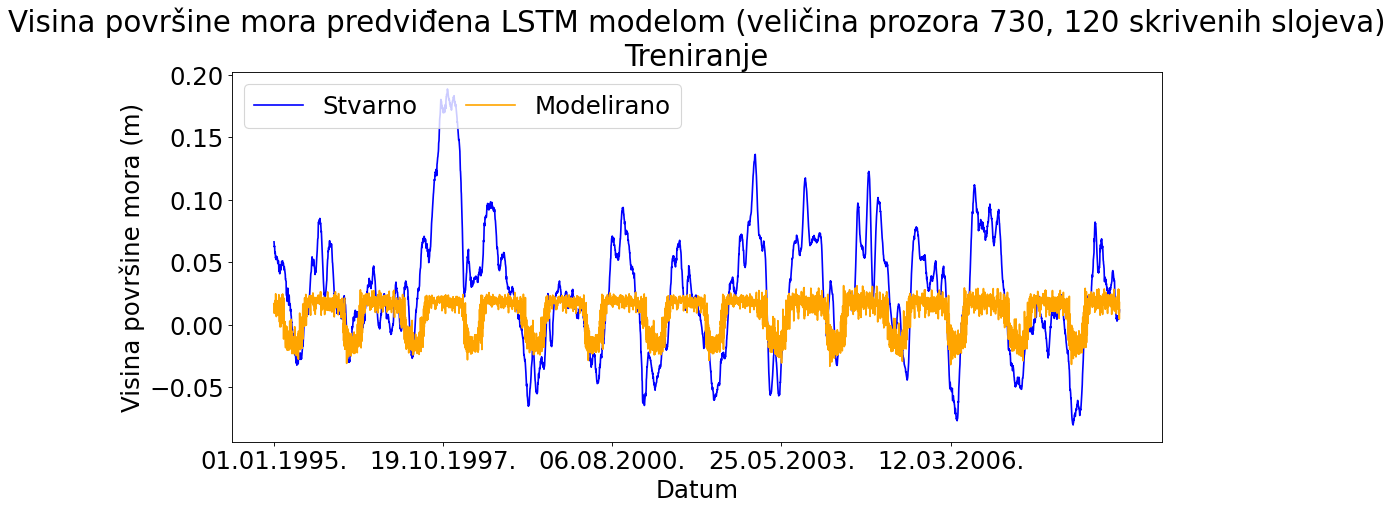 Visina površine mora predviđena LSTM modelom (veličina prozora 730, 120 skrivenih slojeva)
Treniranje
Stvarno Modelirano
Visina površine mora (m)
0.20
0.15
0.10
0.05
0.00
−0.05
01.01.1995. 19.10.1997. 06.08.2000. 25.05.2003. 12.03.2006.
Datum